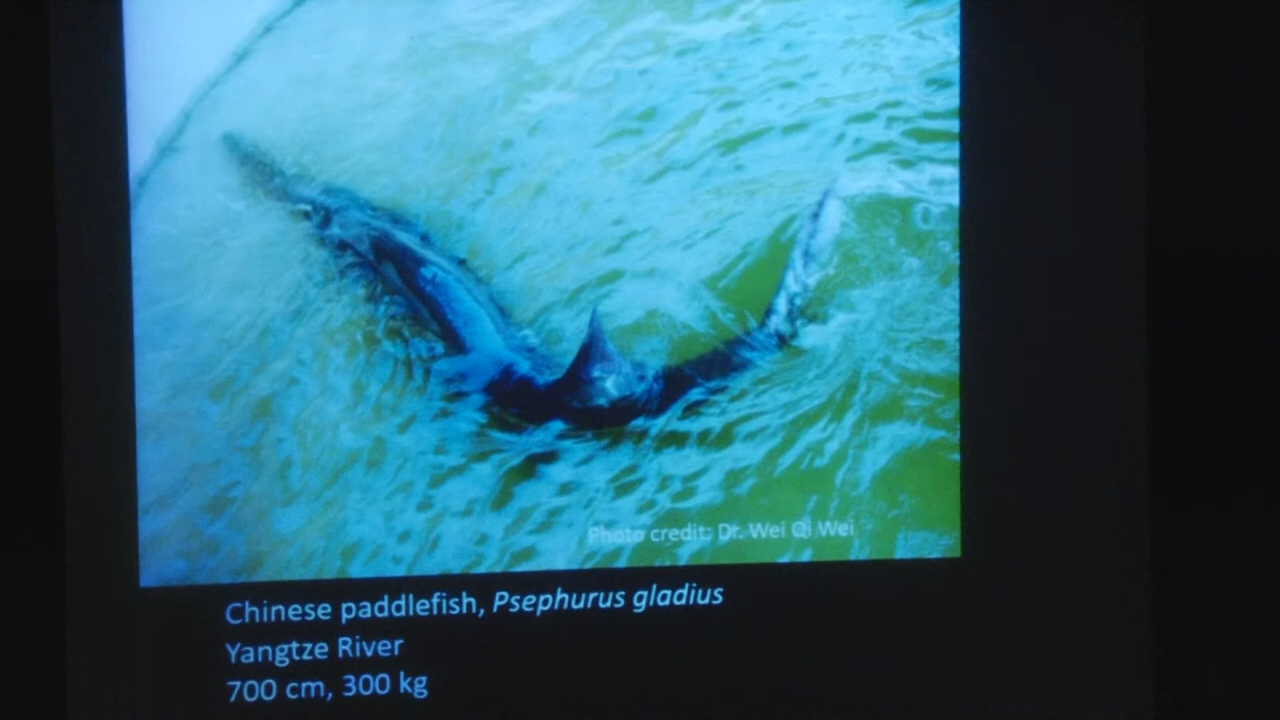 Photo credit: Dr. Wei Qi Wei
Chinese paddlefish, Psephurus gladius
Yangtze River
700 cm, 300 kg